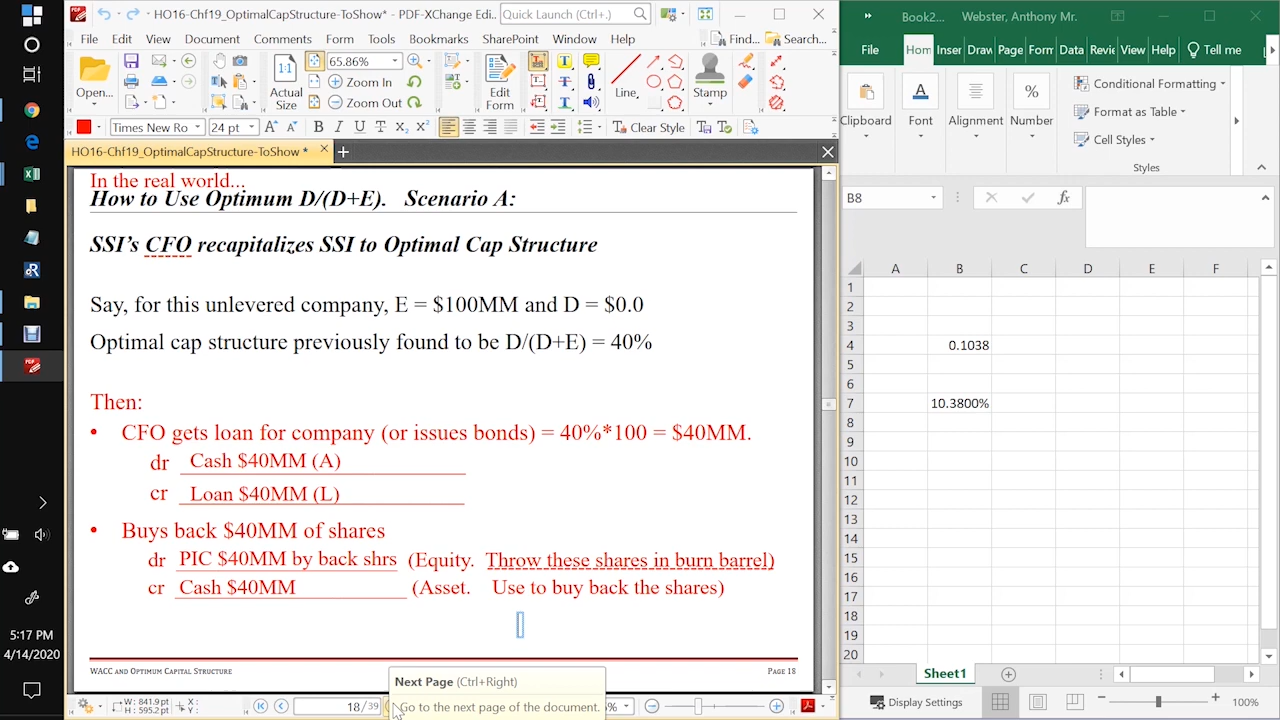 HO16-Chf19_OptimalCapStructure-ToShow* - PDF-XChange Edi..
Quick Launch (Ctrl+.)
File Edit View Document Comments Form Tools Bookmarks SharePoint Window Help Find... Search...
Open...
1:1
Actual Size
65.86%
Zoom In
Zoom Out
Edit Form
Line,
Stamp
Times New Ro
24 pt
Clear Style
HO16-Chf19_OptimalCapStructure-ToShow *
In the real world...
How to Use Optimum D/(D+E). Scenario A:
SSI's CFO recapitalizes SSI to Optimal Cap Structure
Say, for this unlevered company, E = $100MM and D = $0.0
Optimal cap structure previously found to be D/(D+E) = 40%
Then:
• CFO gets loan for company (or issues bonds) = 40%*100 = $40MM.
dr Cash $40MM (A)
cr Loan $40MM (L)
• Buys back $40MM of shares
dr PIC $40MM by back shrs (Equity. Throw these shares in burn barrel)
cr Cash $40MM (Asset. Use to buy back the shares)
WACC AND OPTIMUM CAPITAL STRUCTURE PAGE 18
Next Page (Ctrl+Right)
Go to the next page of the document.
W: 841.9 pt
H: 595.2 pt
X:
Y:
18/39
5:17 PM
4/14/2020
Book2... Webster, Anthony Mr.
File Hom Inser Draw Page Form Data Revie View Help Tell me
Clipboard
Font
Alignment
Number
Conditional Formatting
Format as Table
Cell Styles
Styles
B8
fx
A B C D E F
1
2
3
4 0.1038
5
6
7 10.3800%
8
9
10
11
12
13
14
15
16
17
18
19
20
Sheet1
Display Settings
100%